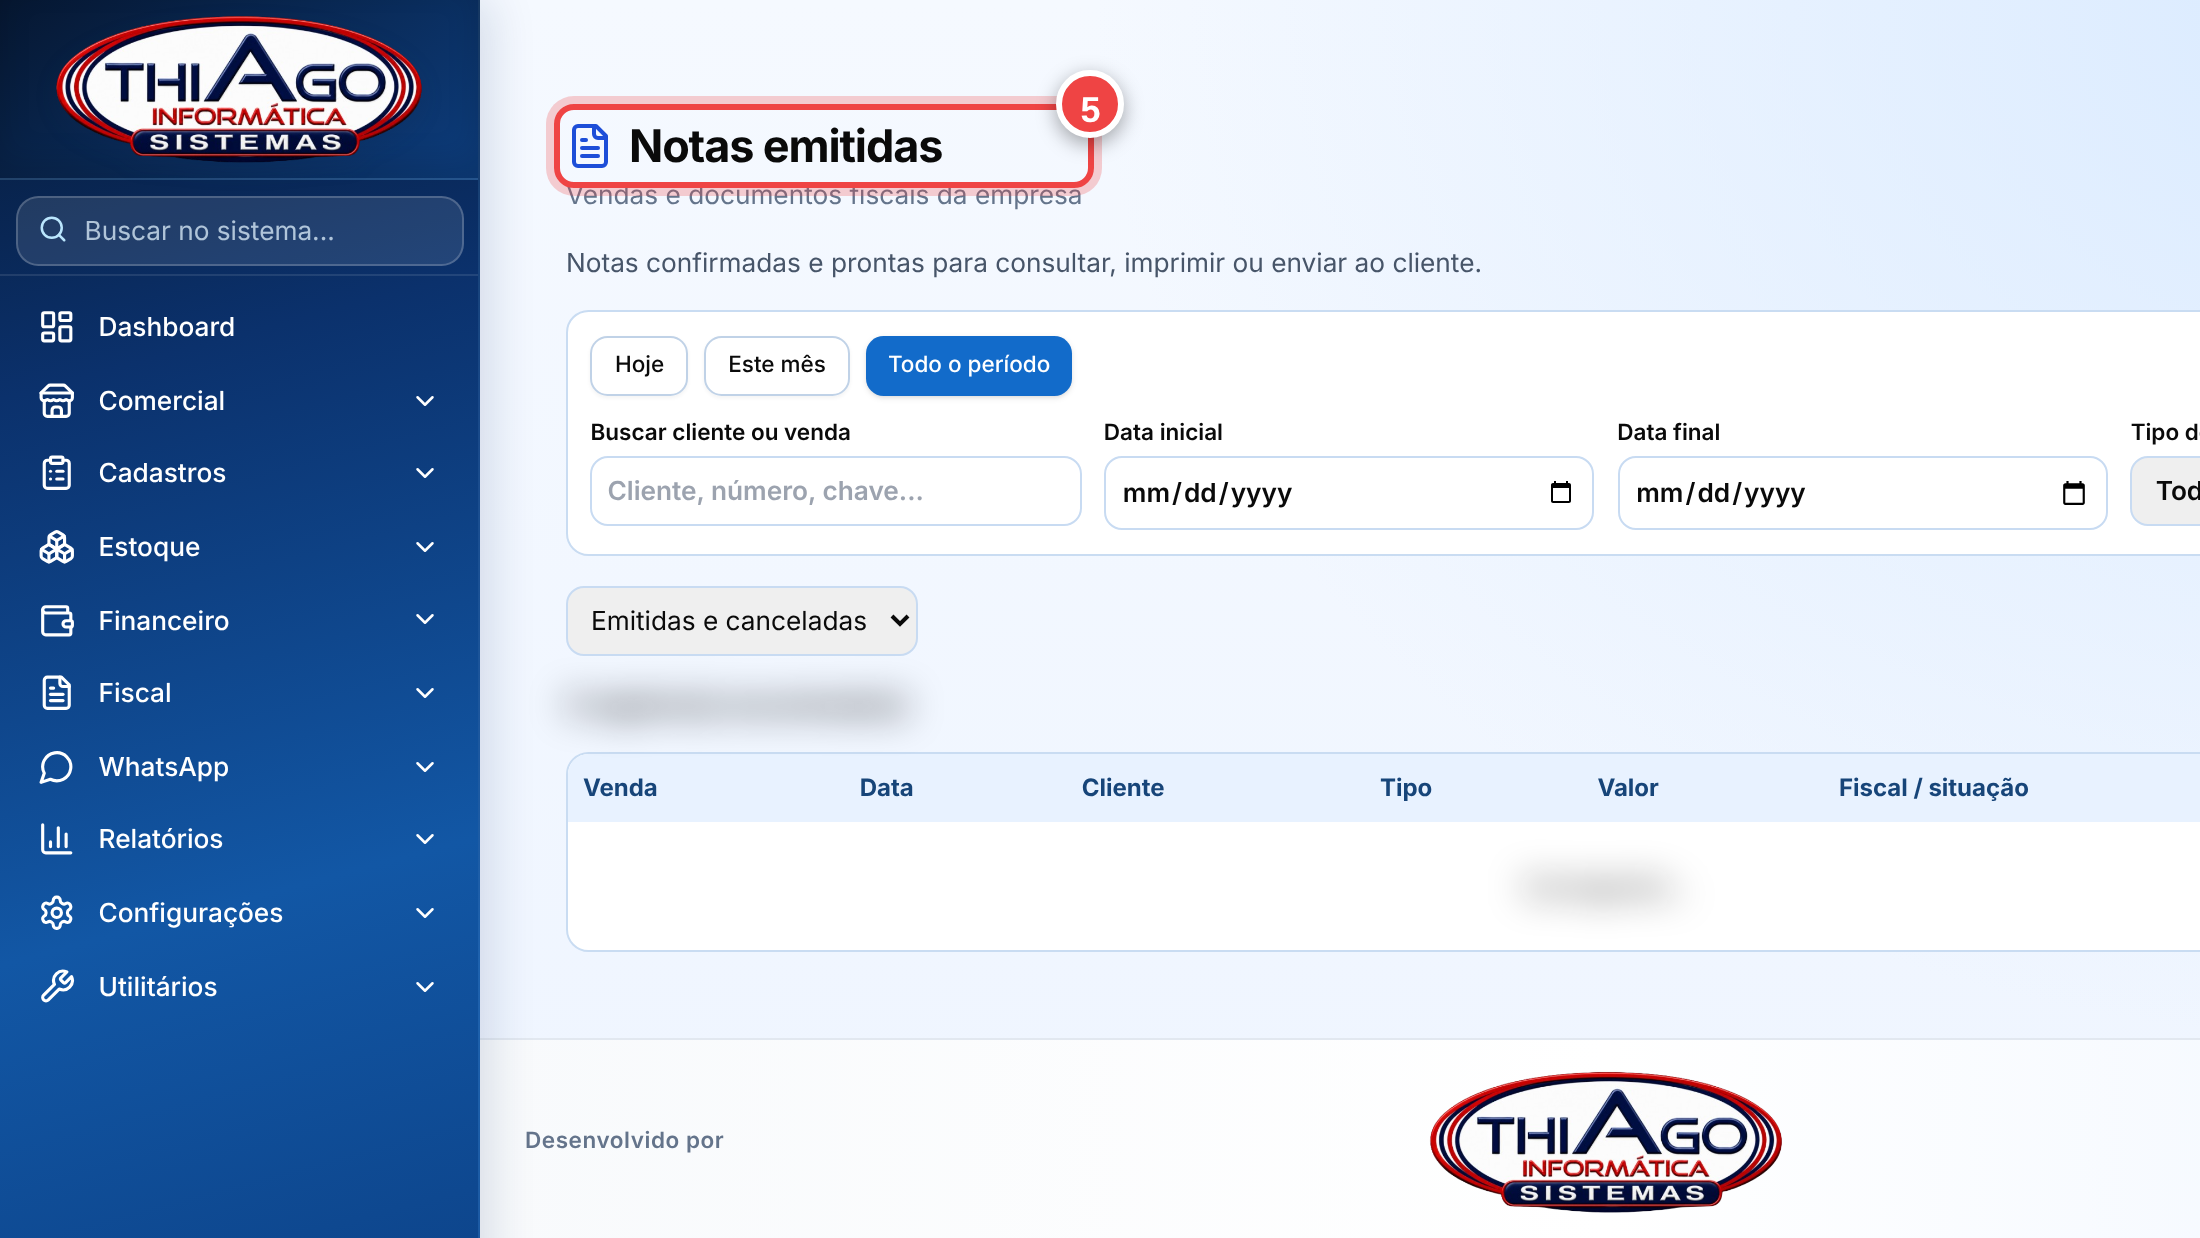 THIAGO
INFORMÁTICA
SISTEMAS
Buscar no sistema...
Dashboard
Comercial
Cadastros
Estoque
Financeiro
Fiscal
WhatsApp
Relatórios
Configurações
Utilitários
5
Notas emitidas
Vendas e documentos fiscais da empresa
Notas confirmadas e prontas para consultar, imprimir ou enviar ao cliente.
Hoje Este mês Todo o período
Buscar cliente ou venda Data inicial Data final Tipo d
Cliente, número, chave... mm/dd/yyyy mm/dd/yyyy Tod
Emitidas e canceladas
Venda Data Cliente Tipo Valor Fiscal / situação
Desenvolvido por
THIAGO
INFORMÁTICA
SISTEMAS